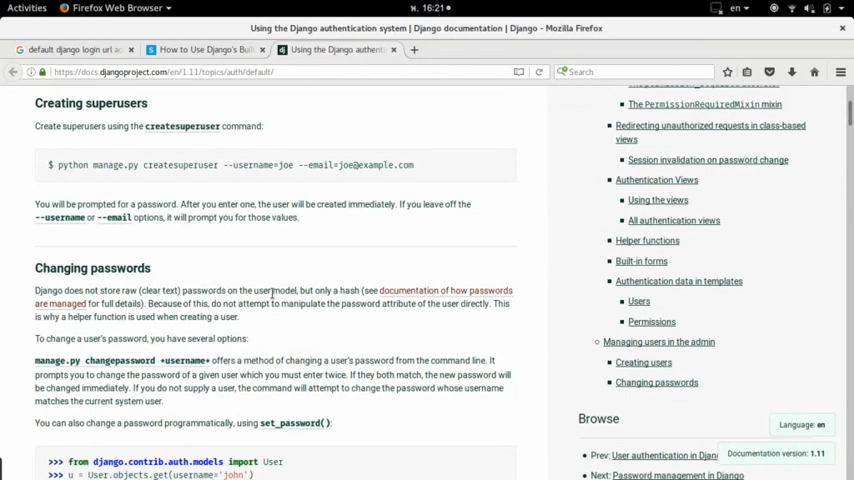 Activities
Firefox Web Browser
16:21
en
Using the Django authentication system | Django documentation | Django - Mozilla Firefox
default django login url
How to Use Django's Buil
Using the Django authent
https://docs.djangoproject.com/en/1.11/topics/auth/default/
Search
Creating superusers
Create superusers using the createsuperuser command:
$ python manage.py createsuperuser --username=joe --email=joe@example.com
You will be prompted for a password. After you enter one, the user will be created immediately. If you leave off the
--username or --email options, it will prompt you for those values.
Changing passwords
Django does not store raw (clear text) passwords on the user model, but only a hash (see documentation of how passwords
are managed for full details). Because of this, do not attempt to manipulate the password attribute of the user directly. This
is why a helper function is used when creating a user.
To change a user's password, you have several options:
manage.py changepassword *username* offers a method of changing a user's password from the command line. It
prompts you to change the password of a given user which you must enter twice. If they both match, the new password will
be changed immediately. If you do not supply a user, the command will attempt to change the password whose username
matches the current system user.
You can also change a password programmatically, using set_password():
>>> from django.contrib.auth.models import User
>>> u = User.objects.get(username='john')
The PermissionRequiredMixin mixin
Redirecting unauthorized requests in class-based
views
Session invalidation on password change
Authentication Views
Using the views
All authentication views
Helper functions
Built-in forms
Authentication data in templates
Users
Permissions
Managing users in the admin
Creating users
Changing passwords
Browse
Language: en
Prev: User authentication in Djan
Documentation version: 1.11
Next: Password management in Django